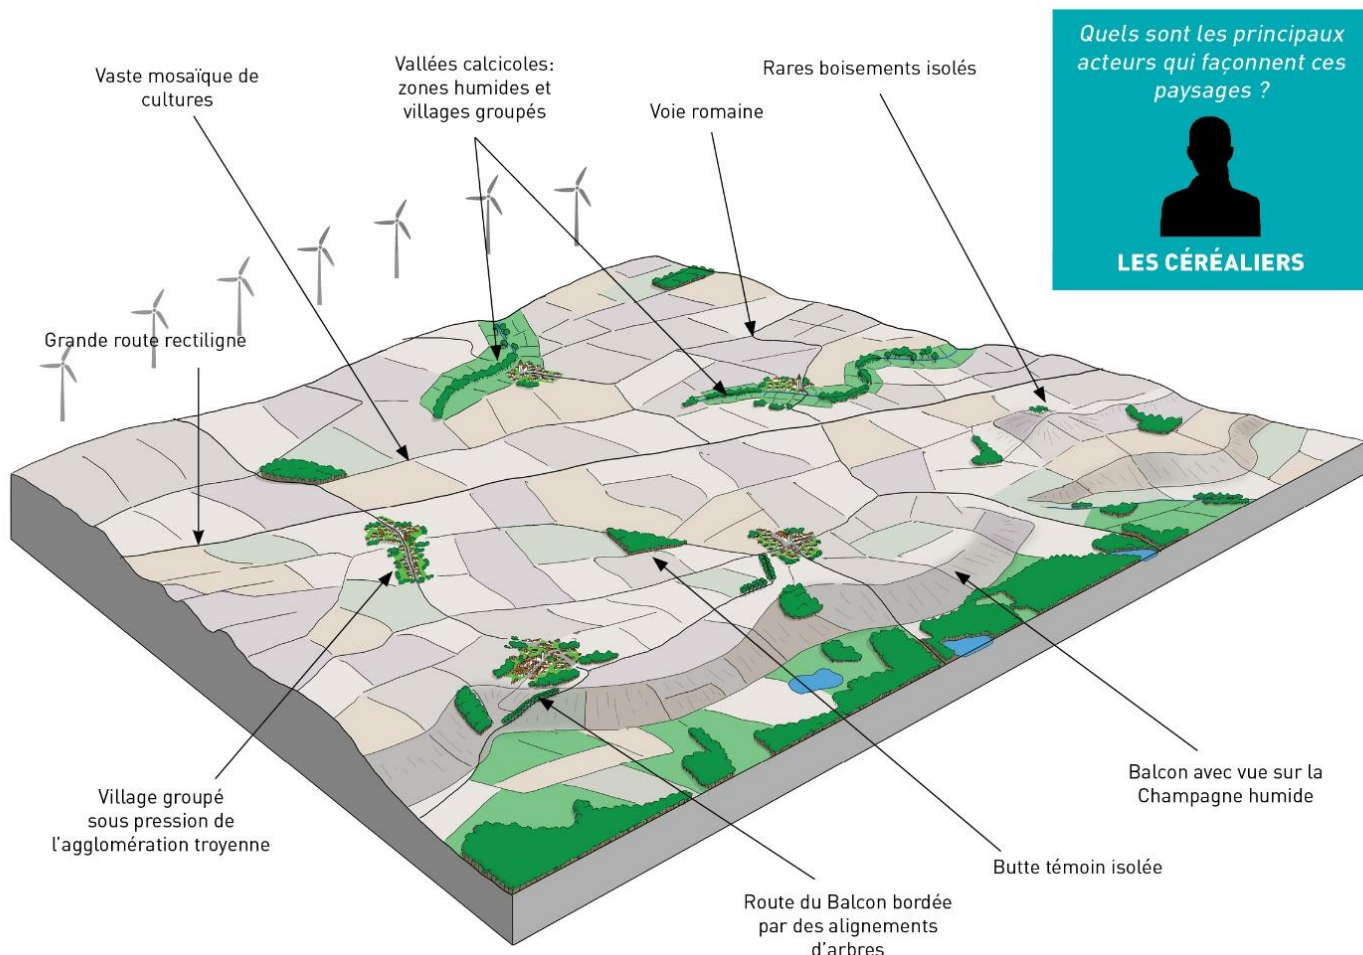 Quels sont les principaux
acteurs qui façonnent ces
paysages ?
LES CÉRÉALIERS
Vaste mosaïque de
cultures
Vallées calcicoles:
zones humides et
villages groupés
Voie romaine
Rares boisements isolés
Grande route rectiligne
Village groupé
sous pression de
l'agglomération troyenne
Route du Balcon bordée
par des alignements
d'arbres
Butte témoin isolée
Balcon avec vue sur la
Champagne humide